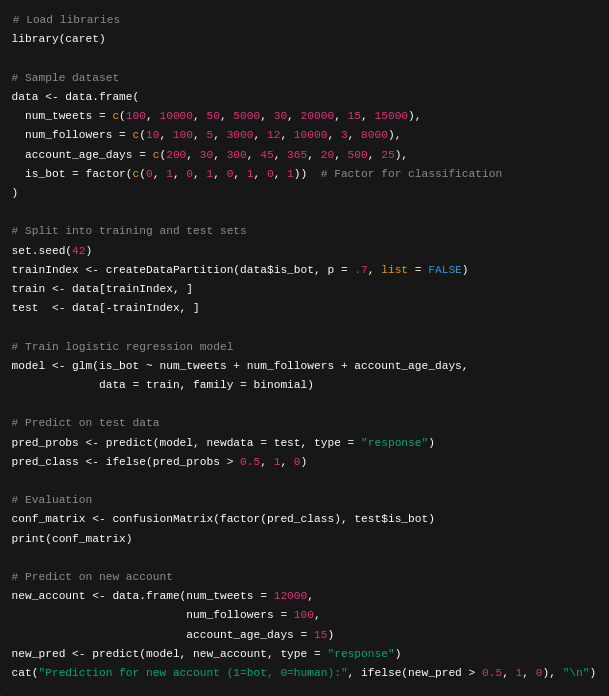 # Load libraries
library(caret)

# Sample dataset
data <- data.frame(
  num_tweets = c(100, 10000, 50, 5000, 30, 20000, 15, 15000),
  num_followers = c(10, 100, 5, 3000, 12, 10000, 3, 8000),
  account_age_days = c(200, 30, 300, 45, 365, 20, 500, 25),
  is_bot = factor(c(0, 1, 0, 1, 0, 1, 0, 1))  # Factor for classification
)

# Split into training and test sets
set.seed(42)
trainIndex <- createDataPartition(data$is_bot, p = .7, list = FALSE)
train <- data[trainIndex, ]
test  <- data[-trainIndex, ]

# Train logistic regression model
model <- glm(is_bot ~ num_tweets + num_followers + account_age_days,
             data = train, family = binomial)

# Predict on test data
pred_probs <- predict(model, newdata = test, type = "response")
pred_class <- ifelse(pred_probs > 0.5, 1, 0)

# Evaluation
conf_matrix <- confusionMatrix(factor(pred_class), test$is_bot)
print(conf_matrix)

# Predict on new account
new_account <- data.frame(num_tweets = 12000,
                          num_followers = 100,
                          account_age_days = 15)
new_pred <- predict(model, new_account, type = "response")
cat("Prediction for new account (1=bot, 0=human):", ifelse(new_pred > 0.5, 1, 0), "\n")